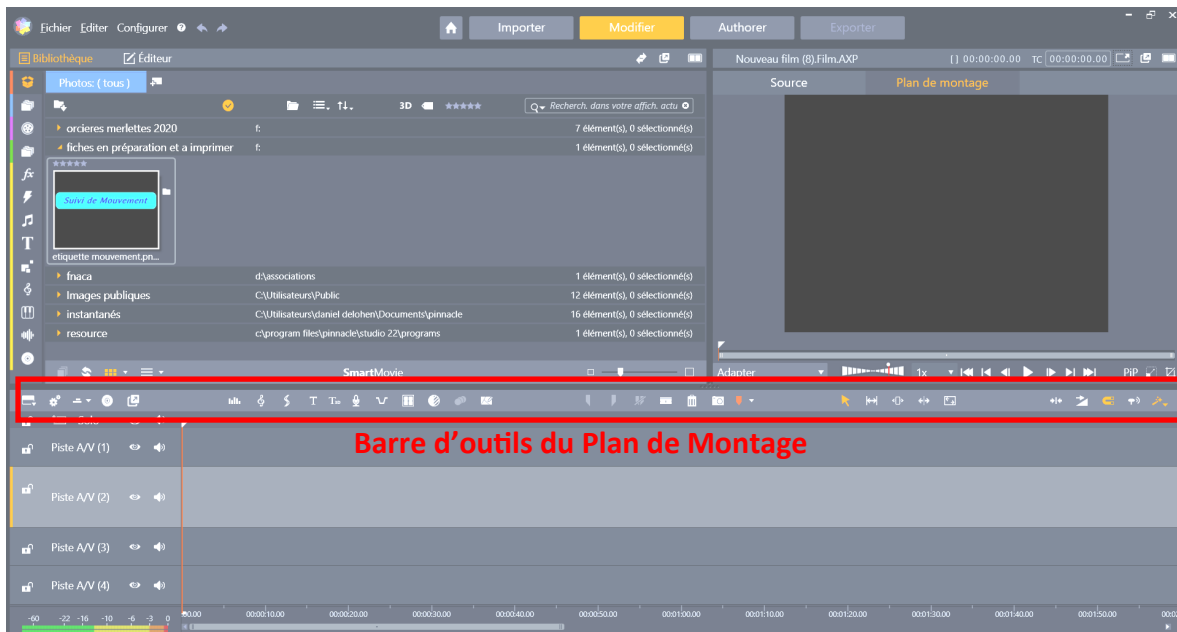 Fichier Editer Configurer
Importer Modifier Authorer Exporter
Bibliothèque Éditeur
Nouveau film (8).Film.AXP [] 00:00:00.00 TC 00:00:00.00
Photos: ( tous )
Source Plan de montage
3D Recherch. dans votre affich. actu
orcieres merlettes 2020 f: 7 élément(s), 0 sélectionné(s)
fiches en préparation et a imprimer f: 1 élément(s), 0 sélectionné(s)
Suivi de Mouvement
etiquette mouvement.pn...
fnaca d:\associations 1 élément(s), 0 sélectionné(s)
Images publiques C:\Utilisateurs\Public 12 élément(s), 0 sélectionné(s)
instantanés C:\Utilisateurs\daniel delohen\Documents\pinnacle 16 élément(s), 0 sélectionné(s)
resource c:\program files\pinnacle\studio 22\programs 1 élément(s), 0 sélectionné(s)
SmartMovie
Adapter 1x PiP
Barre d'outils du Plan de Montage
Piste A/V (1)
Piste A/V (2)
Piste A/V (3)
Piste A/V (4)
-60 -22 -16 -10 -6 -3 0 00:00:10.00 00:00:20.00 00:00:30.00 00:00:40.00 00:00:50.00 00:01:00.00 00:01:10.00 00:01:20.00 00:01:30.00 00:01:40.00 00:01:50.00